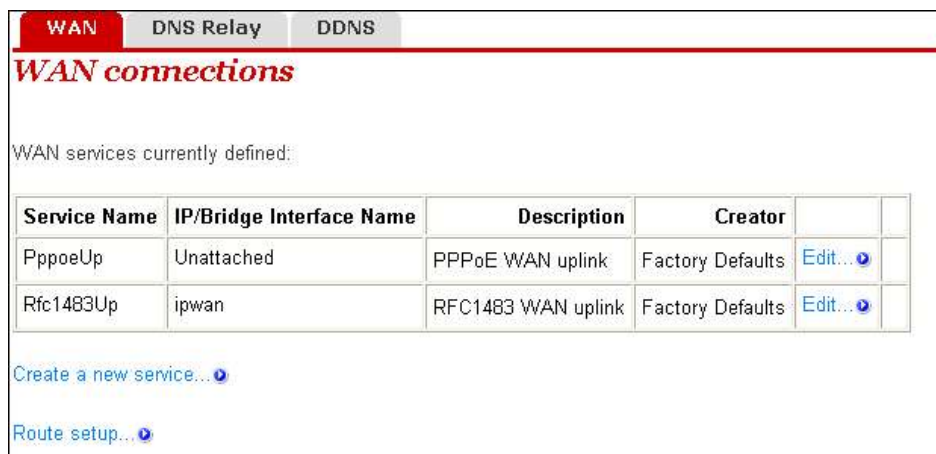 WAN DNS Relay DDNS
WAN connections
WAN services currently defined:
Service Name IP/Bridge Interface Name Description Creator
PppoeUp Unattached PPPoE WAN uplink Factory Defaults Edit...
Rfc1483Up ipwan RFC1483 WAN uplink Factory Defaults Edit...
Create a new service...
Route setup...